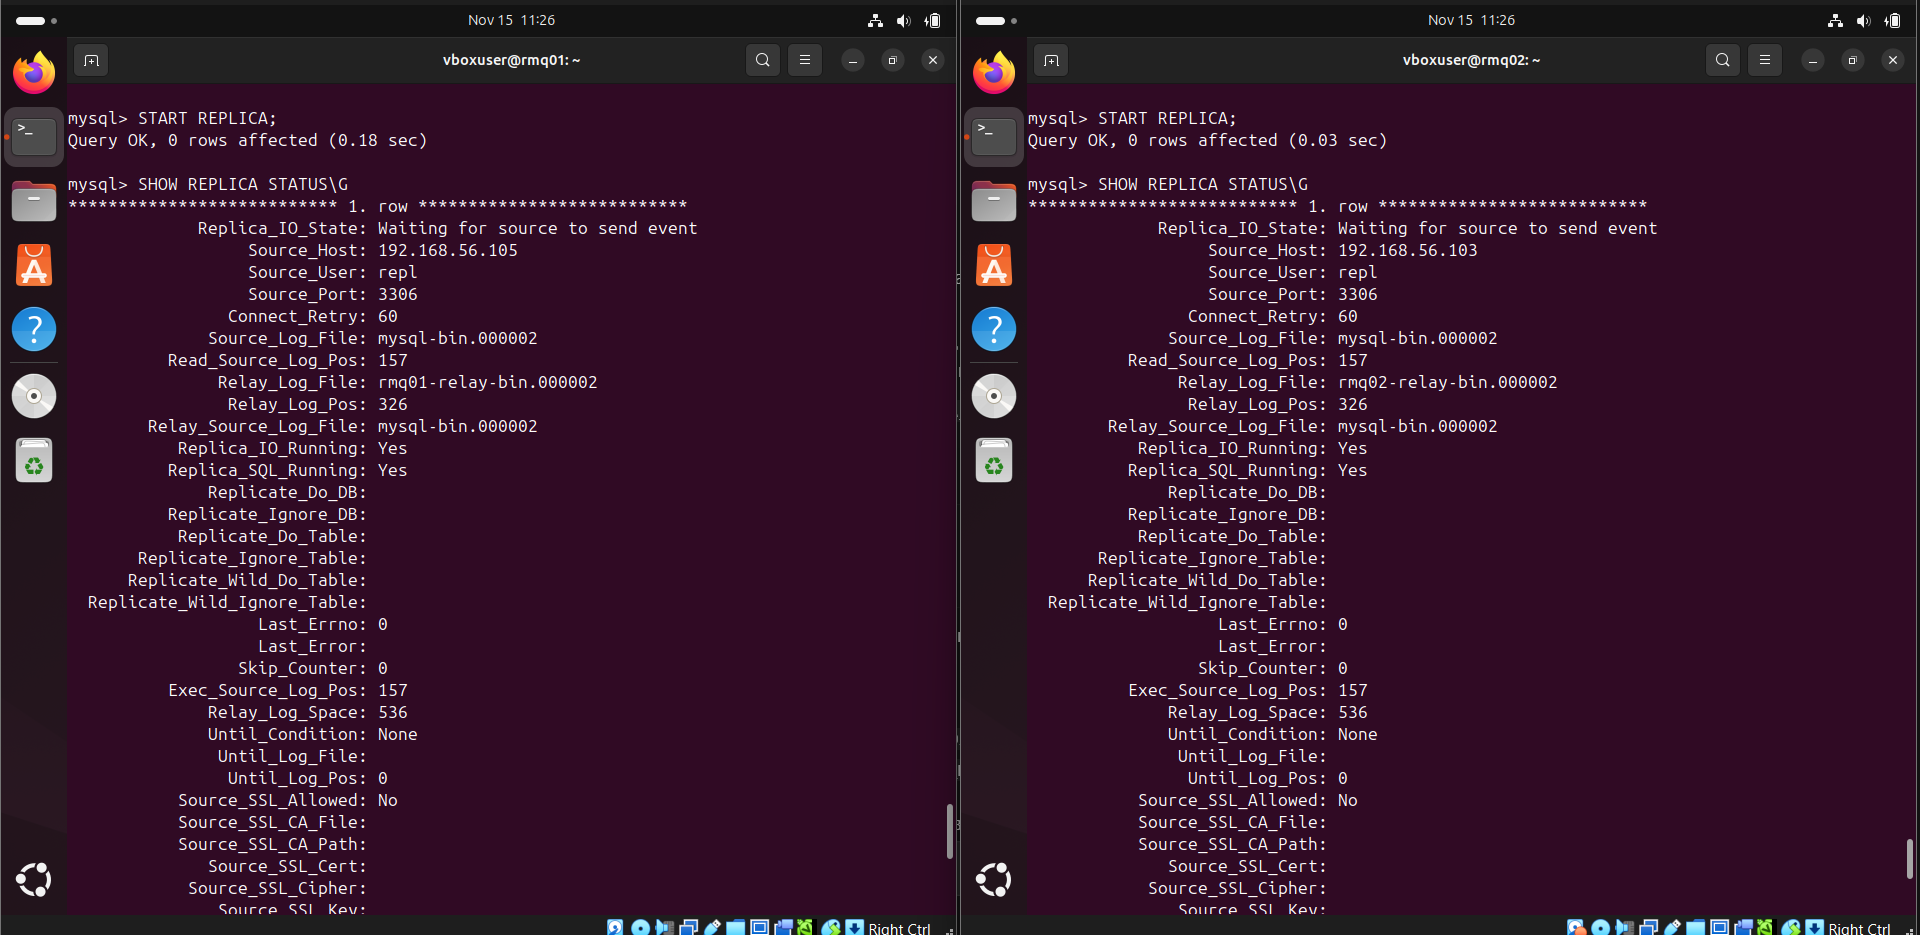 Nov 15 11:26
vboxuser@rmq01: ~
mysql> START REPLICA;
Query OK, 0 rows affected (0.18 sec)
mysql> SHOW REPLICA STATUS\G
*************************** 1. row ***************************
Replica_IO_State: Waiting for source to send event
Source_Host: 192.168.56.105
Source_User: repl
Source_Port: 3306
Connect_Retry: 60
Source_Log_File: mysql-bin.000002
Read_Source_Log_Pos: 157
Relay_Log_File: rmq01-relay-bin.000002
Relay_Log_Pos: 326
Relay_Source_Log_File: mysql-bin.000002
Replica_IO_Running: Yes
Replica_SQL_Running: Yes
Replicate_Do_DB:
Replicate_Ignore_DB:
Replicate_Do_Table:
Replicate_Ignore_Table:
Replicate_Wild_Do_Table:
Replicate_Wild_Ignore_Table:
Last_Errno: 0
Last_Error:
Skip_Counter: 0
Exec_Source_Log_Pos: 157
Relay_Log_Space: 536
Until_Condition: None
Until_Log_File:
Until_Log_Pos: 0
Source_SSL_Allowed: No
Source_SSL_CA_File:
Source_SSL_CA_Path:
Source_SSL_Cert:
Source_SSL_Cipher:
Source_SSL_Key:
Right Ctrl
Nov 15 11:26
vboxuser@rmq02: ~
mysql> START REPLICA;
Query OK, 0 rows affected (0.03 sec)
mysql> SHOW REPLICA STATUS\G
*************************** 1. row ***************************
Replica_IO_State: Waiting for source to send event
Source_Host: 192.168.56.103
Source_User: repl
Source_Port: 3306
Connect_Retry: 60
Source_Log_File: mysql-bin.000002
Read_Source_Log_Pos: 157
Relay_Log_File: rmq02-relay-bin.000002
Relay_Log_Pos: 326
Relay_Source_Log_File: mysql-bin.000002
Replica_IO_Running: Yes
Replica_SQL_Running: Yes
Replicate_Do_DB:
Replicate_Ignore_DB:
Replicate_Do_Table:
Replicate_Ignore_Table:
Replicate_Wild_Do_Table:
Replicate_Wild_Ignore_Table:
Last_Errno: 0
Last_Error:
Skip_Counter: 0
Exec_Source_Log_Pos: 157
Relay_Log_Space: 536
Until_Condition: None
Until_Log_File:
Until_Log_Pos: 0
Source_SSL_Allowed: No
Source_SSL_CA_File:
Source_SSL_CA_Path:
Source_SSL_Cert:
Source_SSL_Cipher:
Source_SSL_Key:
Right Ctrl